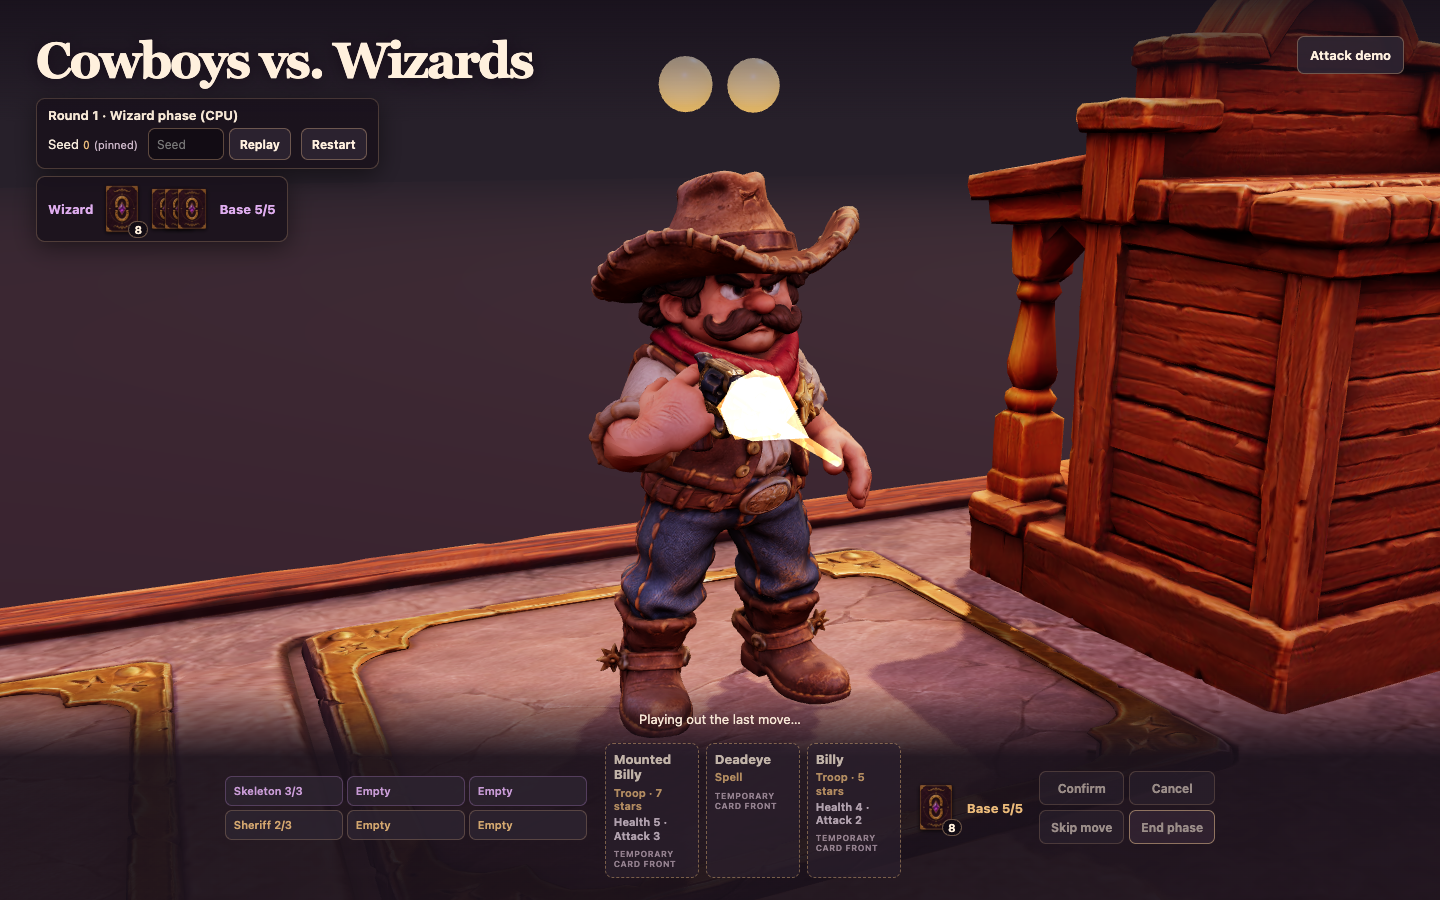 Cowboys vs. Wizards
Attack demo
Round 1 · Wizard phase (CPU)
Seed 0 (pinned) Seed Replay Restart
Wizard 8 Base 5/5
Playing out the last move...
Skeleton 3/3 Empty Empty
Sheriff 2/3 Empty Empty
Mounted
Billy
Troop · 7
stars
Health 5 ·
Attack 3
TEMPORARY
CARD FRONT
Deadeye
Spell
TEMPORARY
CARD FRONT
Billy
Troop · 5
stars
Health 4 ·
Attack 2
TEMPORARY
CARD FRONT
8 Base 5/5
Confirm Cancel
Skip move End phase